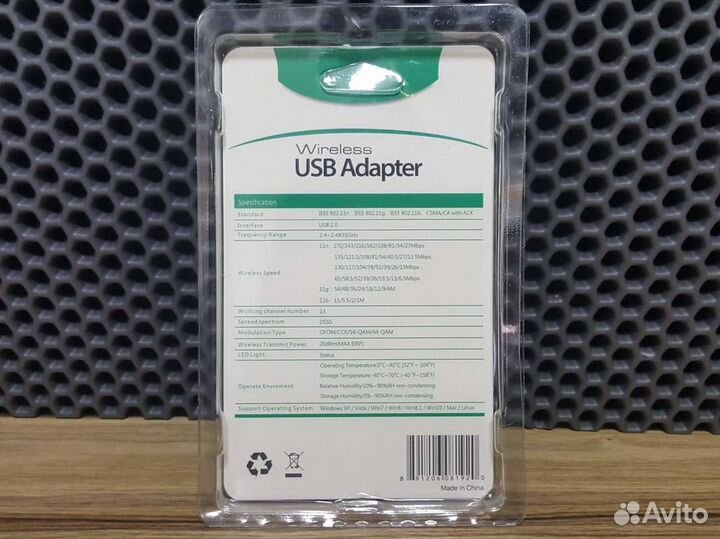 Wireless
USB Adapter
Specification
Standard IEEE 802.11n, IEEE 802.11g, IEEE 802.11b, CSMA/CA with ACK
Interface USB 2.0
Frequency Range 2.4~2.4835GHz
11n : 270/243/216/162/108/81/54/27Mbps
135/121.5/108/81/54/40.5/27/13.5Mbps
Wireless Speed 130/117/104/78/52/39/26/13Mbps ;
65/58.5/52/39/26/19.5/13/6.5Mbps
11g : 54/48/36/24/18/12/9/6M
11b : 11/5.5/2/1M
Working channel number 13
Spread spectrum DSSS
Modulation Type OFDM/CCK/16-QAM/64-QAM
Wireless Transmit Power 20dBm(MAX EIRP)
LED Light Status
Operating Temperature:0°C~40°C (32°F ~ 104°F)
Storage Temperature:-40°C~70°C (-40 °F~158°F)
Operate Enviroment Relative Humidity:10%~90%RH non-condensing
Storage Humidity:5%~90%RH non-condensing
Support Operating System Windows XP / Vista / Win7 / Win8 / Win8.1 / Win10 / Mac / Linux
8 91206 08192 0
Made In China
Avito